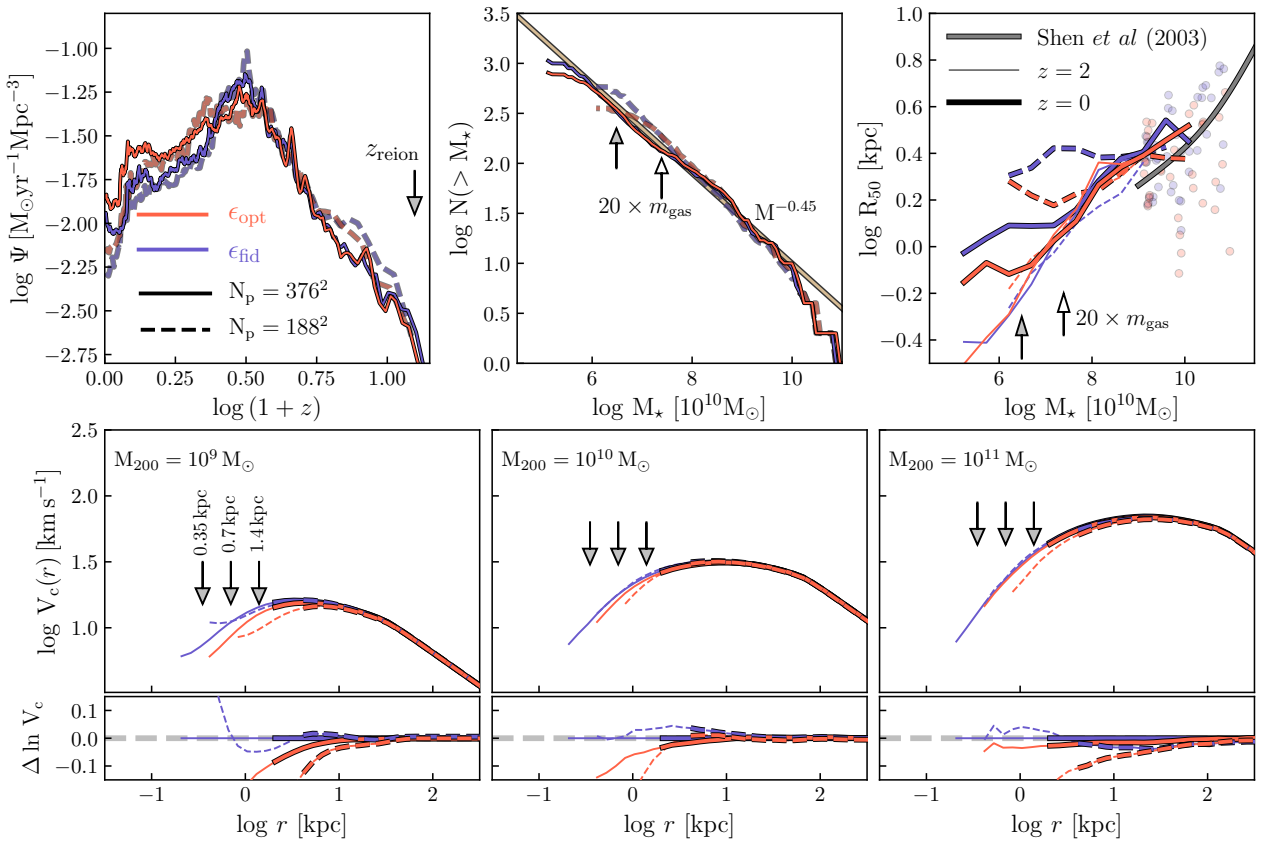 log Ψ [M⊙yr⁻¹Mpc⁻³]
−1.00
−1.25
−1.50
−1.75
−2.00
−2.25
−2.50
−2.75
z_reion
ϵ_opt
ϵ_fid
N_p = 376²
N_p = 188²
0.00 0.25 0.50 0.75 1.00
log (1 + z)
log N(> M⋆)
3.5
3.0
2.5
2.0
1.5
1.0
0.5
0.0
20 × m_gas
M^−0.45
6 8 10
log M⋆ [10¹⁰M⊙]
log R₅₀ [kpc]
1.0
0.8
0.6
0.4
0.2
0.0
−0.2
−0.4
Shen et al (2003)
z = 2
z = 0
20 × m_gas
6 8 10
log M⋆ [10¹⁰M⊙]
log V_c(r) [km s⁻¹]
2.5
2.0
1.5
1.0
M₂₀₀ = 10⁹ M⊙
0.35 kpc
0.7 kpc
1.4 kpc
M₂₀₀ = 10¹⁰ M⊙
M₂₀₀ = 10¹¹ M⊙
Δ ln V_c
0.1
0.0
−0.1
−1 0 1 2
log r [kpc]
−1 0 1 2
log r [kpc]
−1 0 1 2
log r [kpc]